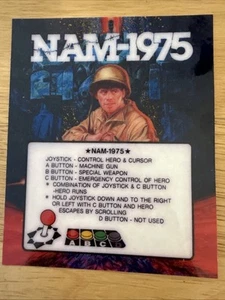 NAM-1975
★NAM-1975★
JOYSTICK - CONTROL HERO & CURSOR
A BUTTON - MACHINE GUN
B BUTTON - SPECIAL WEAPON
C BUTTON - EMERGENCY CONTROL OF HERO
* COMBINATION OF JOYSTICK & C BUTTON
-HERO RUNS
* HOLD JOYSTICK DOWN AND TO THE RIGHT
OR LEFT WITH C BUTTON AND HERO
ESCAPES BY SCROLLING
D BUTTON - NOT USED
A B C D